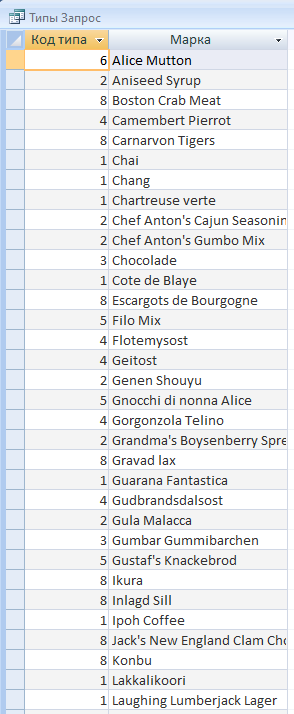 Типы Запрос
Код типа Марка
6 Alice Mutton
2 Aniseed Syrup
8 Boston Crab Meat
4 Camembert Pierrot
8 Carnarvon Tigers
1 Chai
1 Chang
1 Chartreuse verte
2 Chef Anton's Cajun Seasonin
2 Chef Anton's Gumbo Mix
3 Chocolade
1 Cote de Blaye
8 Escargots de Bourgogne
5 Filo Mix
4 Flotemysost
4 Geitost
2 Genen Shouyu
5 Gnocchi di nonna Alice
4 Gorgonzola Telino
2 Grandma's Boysenberry Spre
8 Gravad lax
1 Guarana Fantastica
4 Gudbrandsdalsost
2 Gula Malacca
3 Gumbar Gummibarchen
5 Gustaf's Knackebrod
8 Ikura
8 Inlagd Sill
1 Ipoh Coffee
8 Jack's New England Clam Cho
8 Konbu
1 Lakkalikoori
1 Laughing Lumberjack Lager